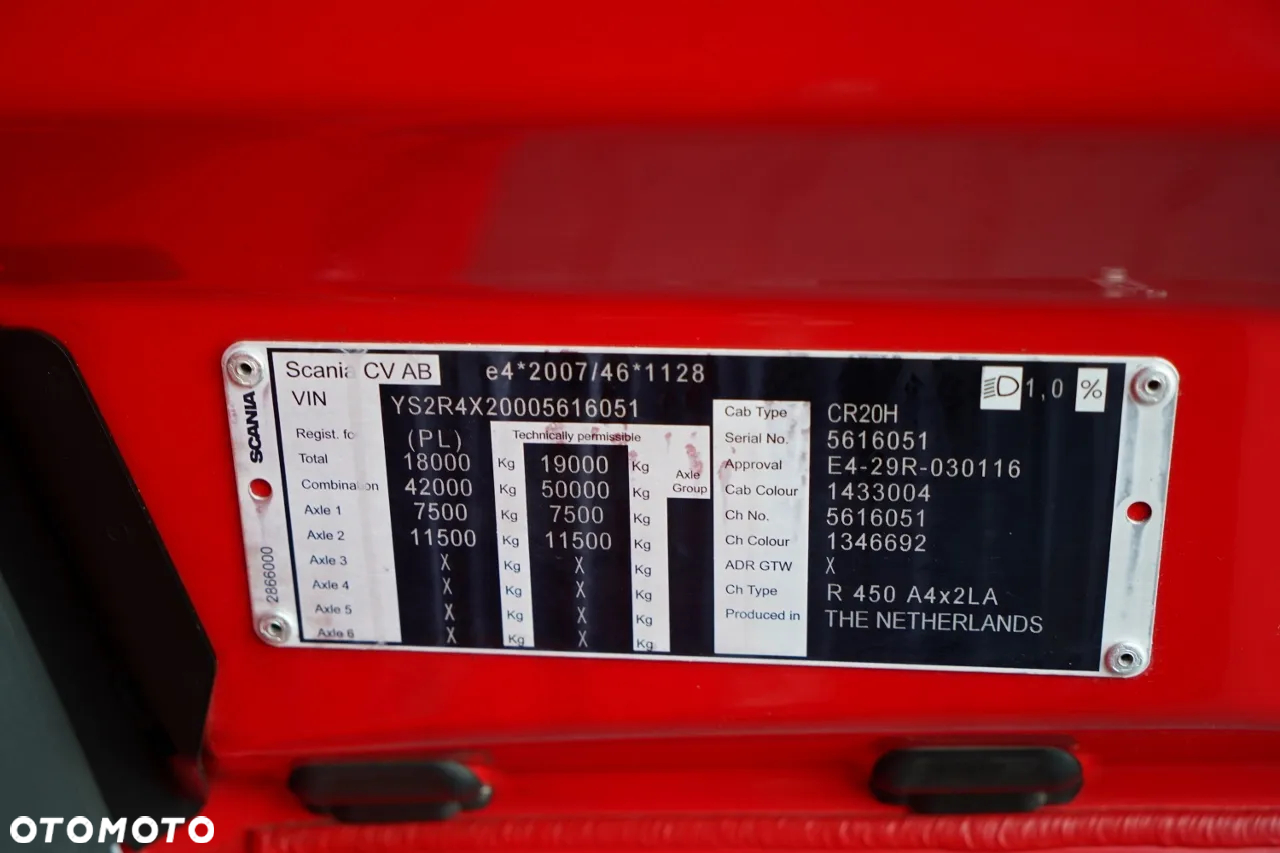 Scania CV AB e4*2007/46*1128 1,0 %
VIN YS2R4X20005616051
SCANIA
2866000
Regist. fo (PL) Technically permissible
Total 18000 Kg 19000 Kg Axle Group
Combination 42000 Kg 50000 Kg
Axle 1 7500 Kg 7500 Kg
Axle 2 11500 Kg 11500 Kg
Axle 3 X Kg X Kg
Axle 4 X Kg X Kg
Axle 5 X Kg X Kg
Axle 6 X Kg X Kg
Cab Type CR20H
Serial No. 5616051
Approval E4-29R-030116
Cab Colour 1433004
Ch No. 5616051
Ch Colour 1346692
ADR GTW X
Ch Type R 450 A4x2LA
Produced in THE NETHERLANDS
OTOMOTO